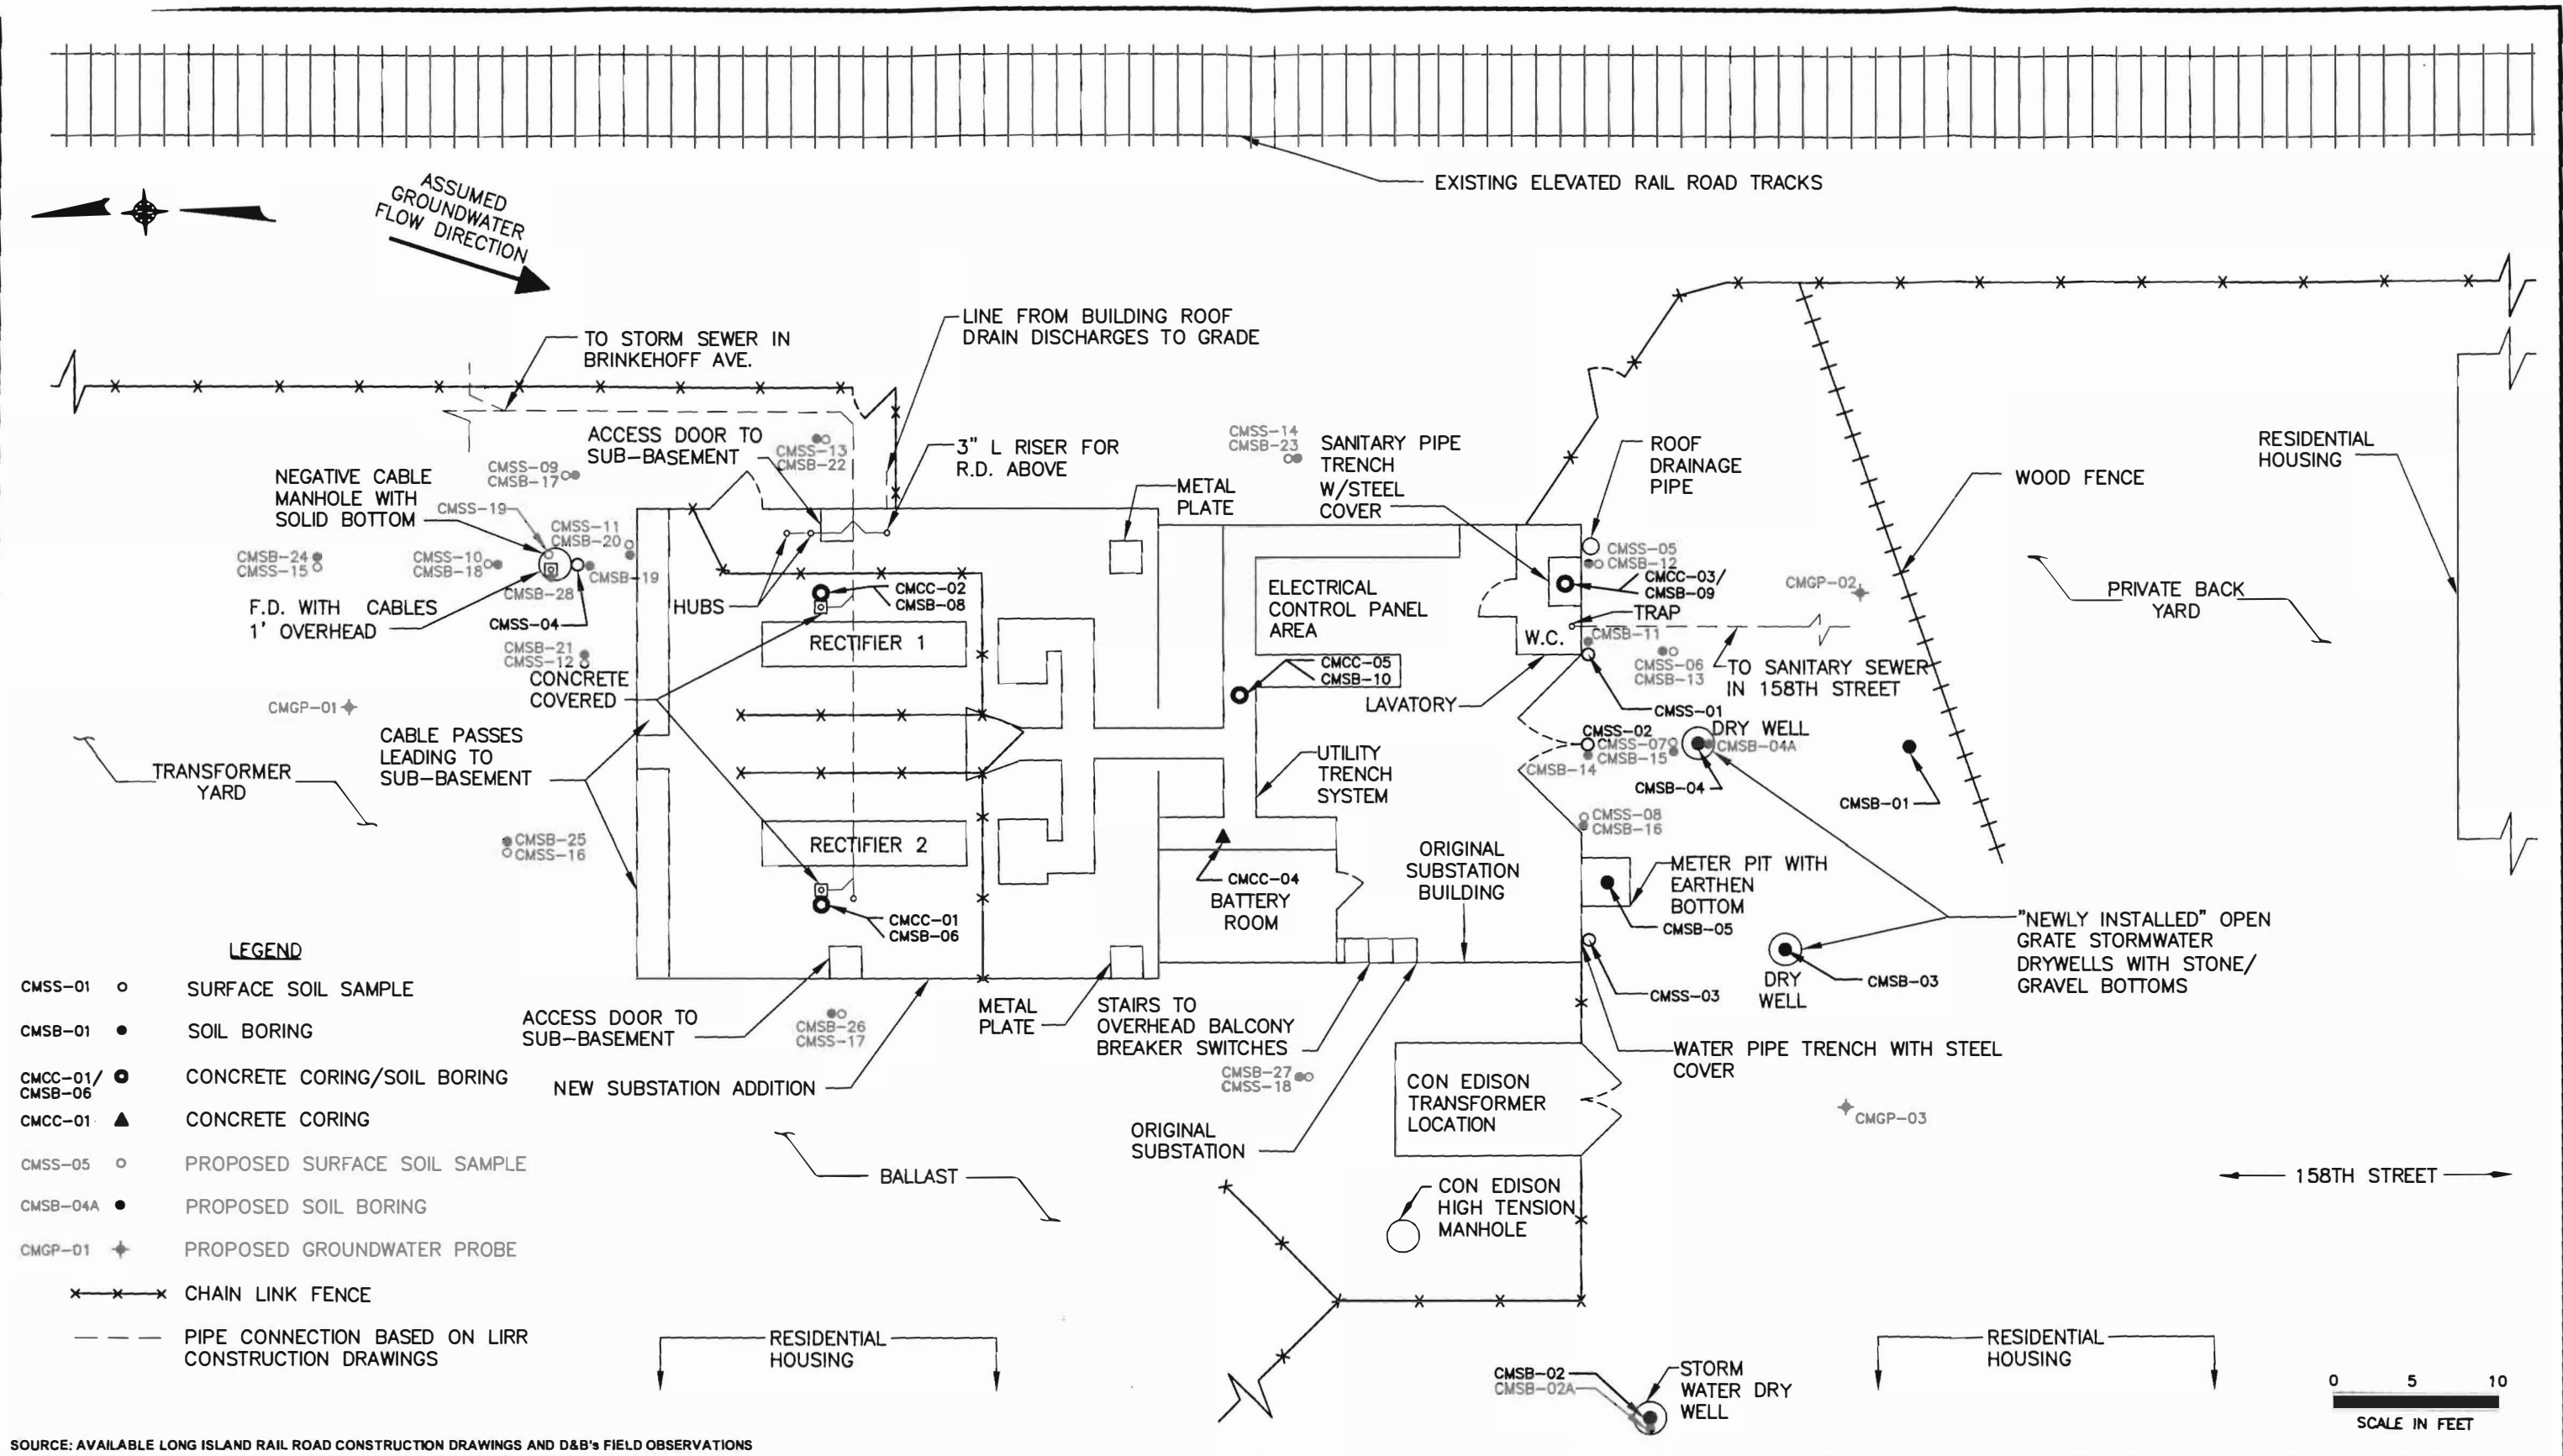 EXISTING ELEVATED RAIL ROAD TRACKS
ASSUMED
GROUNDWATER
FLOW DIRECTION
TO STORM SEWER IN
BRINKEHOFF AVE.
LINE FROM BUILDING ROOF
DRAIN DISCHARGES TO GRADE
ACCESS DOOR TO
SUB-BASEMENT
CMSS-13
CMSB-22
3" L RISER FOR
R.D. ABOVE
CMSS-14
CMSB-23
SANITARY PIPE
TRENCH
W/STEEL
COVER
ROOF
DRAINAGE
PIPE
RESIDENTIAL
HOUSING
WOOD FENCE
NEGATIVE CABLE
MANHOLE WITH
SOLID BOTTOM
CMSS-09
CMSB-17
CMSS-19
CMSS-11
CMSB-20
METAL
PLATE
CMSB-24
CMSS-15
CMSS-10
CMSB-18
CMSB-19
CMSB-28
F.D. WITH CABLES
1' OVERHEAD
CMSS-04
HUBS
CMCC-02
CMSB-08
RECTIFIER 1
ELECTRICAL
CONTROL PANEL
AREA
CMSS-05
CMSB-12
CMCC-03/
CMSB-09
TRAP
W.C.
CMSB-11
CMGP-02
PRIVATE BACK
YARD
CMSB-21
CMSS-12
CONCRETE
COVERED
CMCC-05
CMSB-10
LAVATORY
CMSS-06
CMSB-13
TO SANITARY SEWER
IN 158TH STREET
CMSS-01
CMGP-01
CABLE PASSES
LEADING TO
SUB-BASEMENT
TRANSFORMER
YARD
UTILITY
TRENCH
SYSTEM
CMSS-02
CMSS-07
CMSB-15
CMSB-14
DRY WELL
CMSB-04A
CMSB-04
CMSB-01
CMSB-25
CMSS-16
RECTIFIER 2
CMSS-08
CMSB-16
CMCC-04
BATTERY
ROOM
ORIGINAL
SUBSTATION
BUILDING
METER PIT WITH
EARTHEN
BOTTOM
CMSB-05
CMCC-01
CMSB-06
"NEWLY INSTALLED" OPEN
GRATE STORMWATER
DRYWELLS WITH STONE/
GRAVEL BOTTOMS
CMSB-03
DRY
WELL
CMSS-03
ACCESS DOOR TO
SUB-BASEMENT
CMSB-26
CMSS-17
METAL
PLATE
STAIRS TO
OVERHEAD BALCONY
BREAKER SWITCHES
NEW SUBSTATION ADDITION
CMSB-27
CMSS-18
WATER PIPE TRENCH WITH STEEL
COVER
CON EDISON
TRANSFORMER
LOCATION
CMGP-03
ORIGINAL
SUBSTATION
BALLAST
158TH STREET
CON EDISON
HIGH TENSION
MANHOLE
LEGEND
CMSS-01 SURFACE SOIL SAMPLE
CMSB-01 SOIL BORING
CMCC-01/
CMSB-06 CONCRETE CORING/SOIL BORING
CMCC-01 CONCRETE CORING
CMSS-05 PROPOSED SURFACE SOIL SAMPLE
CMSB-04A PROPOSED SOIL BORING
CMGP-01 PROPOSED GROUNDWATER PROBE
CHAIN LINK FENCE
PIPE CONNECTION BASED ON LIRR
CONSTRUCTION DRAWINGS
RESIDENTIAL
HOUSING
CMSB-02
CMSB-02A
STORM
WATER DRY
WELL
RESIDENTIAL
HOUSING
0 5 10
SCALE IN FEET
SOURCE: AVAILABLE LONG ISLAND RAIL ROAD CONSTRUCTION DRAWINGS AND D&B's FIELD OBSERVATIONS